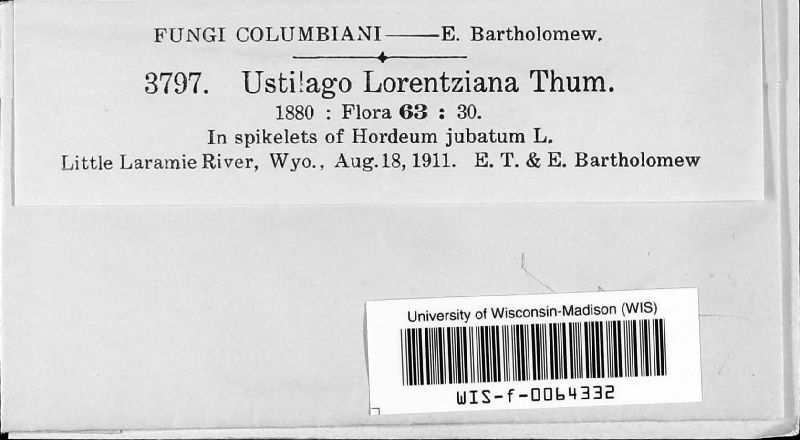 FUNGI COLUMBIANI——E. Bartholomew.
3797. Ustilago Lorentziana Thum.
1880 : Flora 63 : 30.
In spikelets of Hordeum jubatum L.
Little Laramie River, Wyo., Aug. 18, 1911. E. T. & E. Bartholomew
University of Wisconsin-Madison (WIS)
WIS-f-0064332